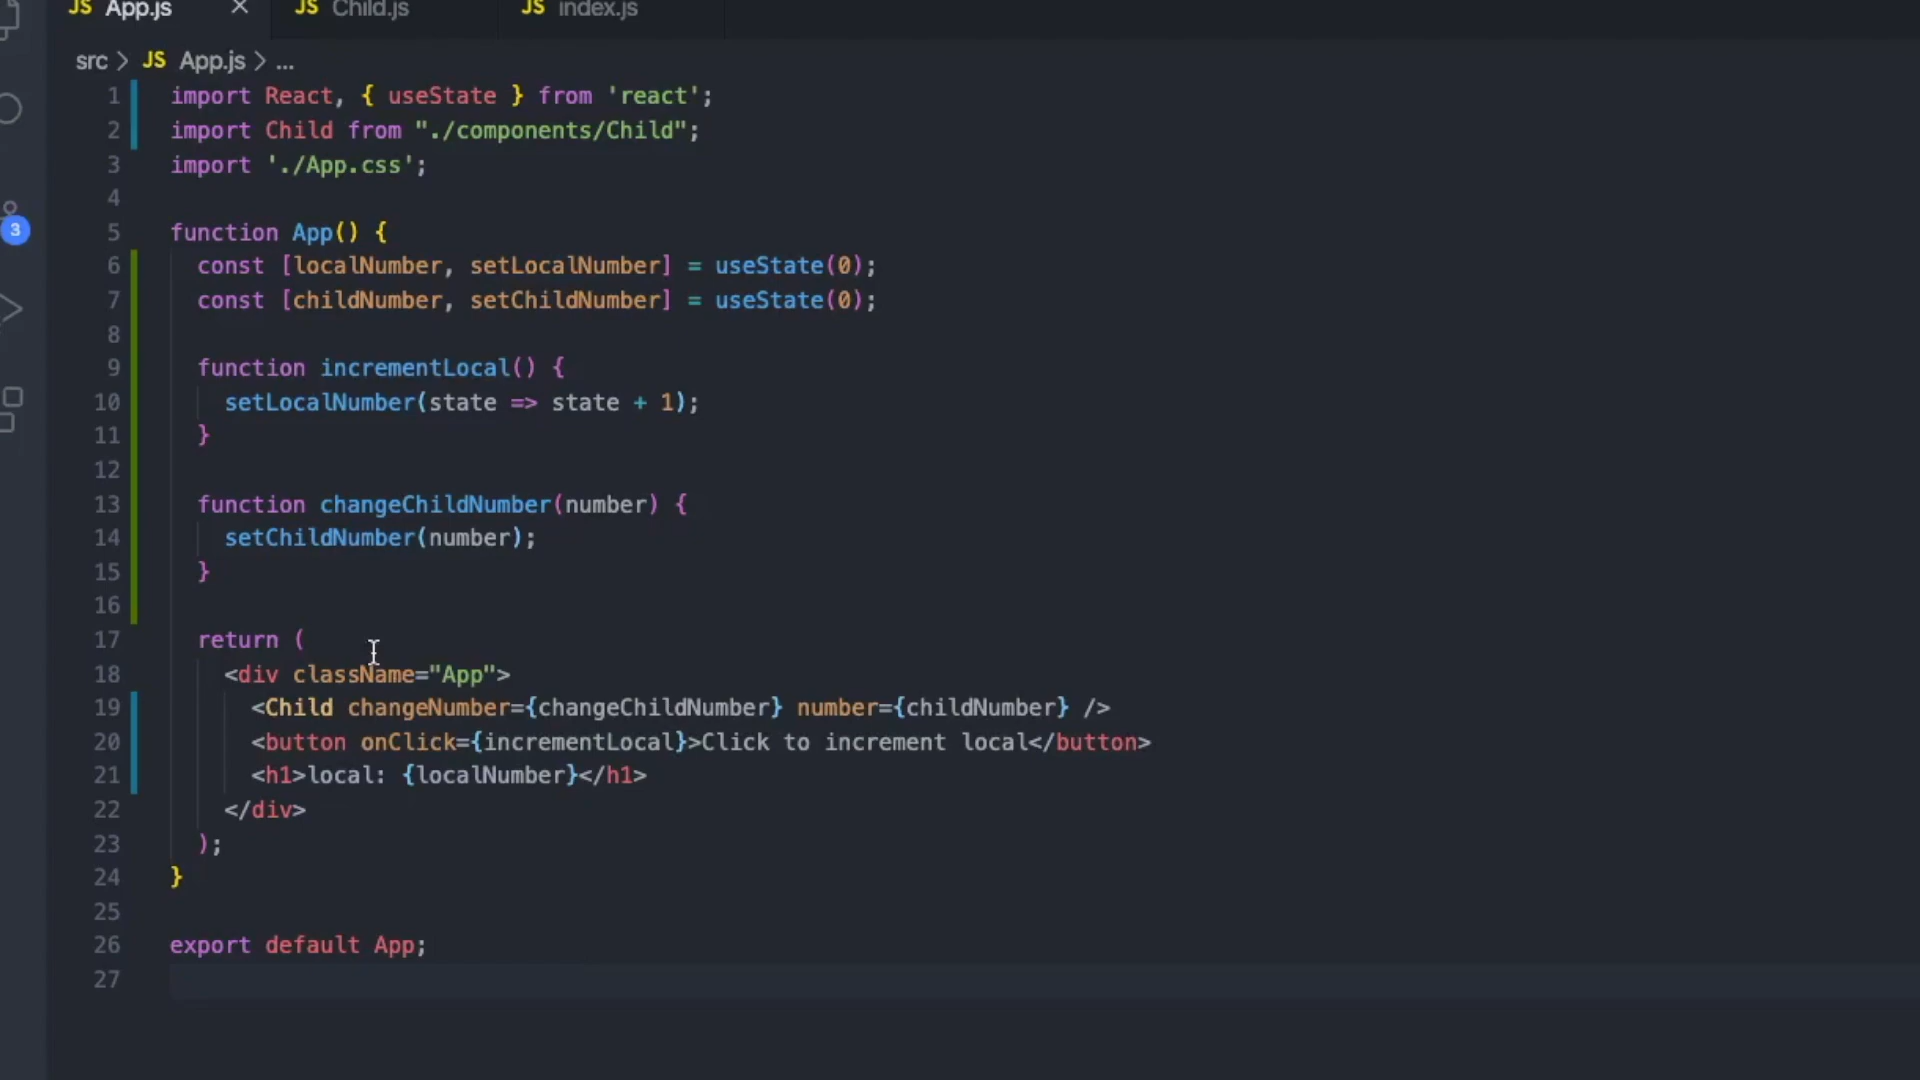 JS App.js × JS Child.js JS index.js
src > JS App.js > ...
1 import React, { useState } from 'react';
2 import Child from "./components/Child";
3 import './App.css';
4
5 function App() {
6 const [localNumber, setLocalNumber] = useState(0);
7 const [childNumber, setChildNumber] = useState(0);
8
9 function incrementLocal() {
10 setLocalNumber(state => state + 1);
11 }
12
13 function changeChildNumber(number) {
14 setChildNumber(number);
15 }
16
17 return (
18 <div className="App">
19 <Child changeNumber={changeChildNumber} number={childNumber} />
20 <button onClick={incrementLocal}>Click to increment local</button>
21 <h1>local: {localNumber}</h1>
22 </div>
23 );
24 }
25
26 export default App;
27
3